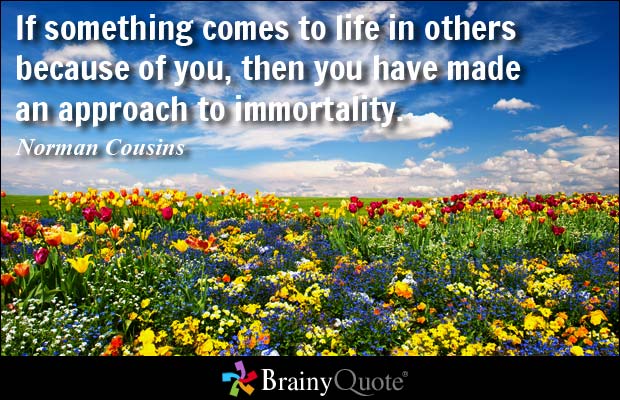 If something comes to life in others
because of you, then you have made
an approach to immortality.
Norman Cousins
BrainyQuote®